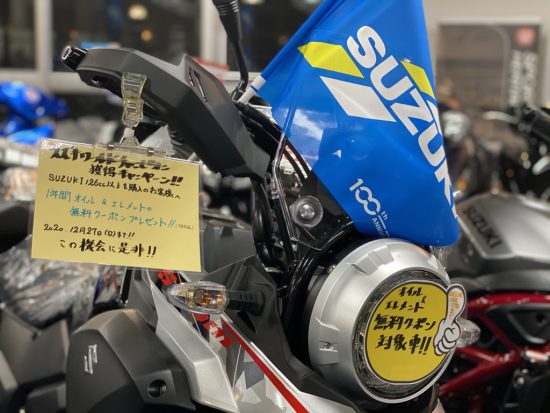 獲得キャンペーン!!
SUZUKI 126cc以上を購入のお客様へ
1年間 オイル & エレメントの
無料クーポンプレゼント!!
2020.12月27日(日)まで!!
この機会に是非!!
SUZUKI
100th
オイル
&
エレメント
無料クーポン
対象車!!
SUZUKI